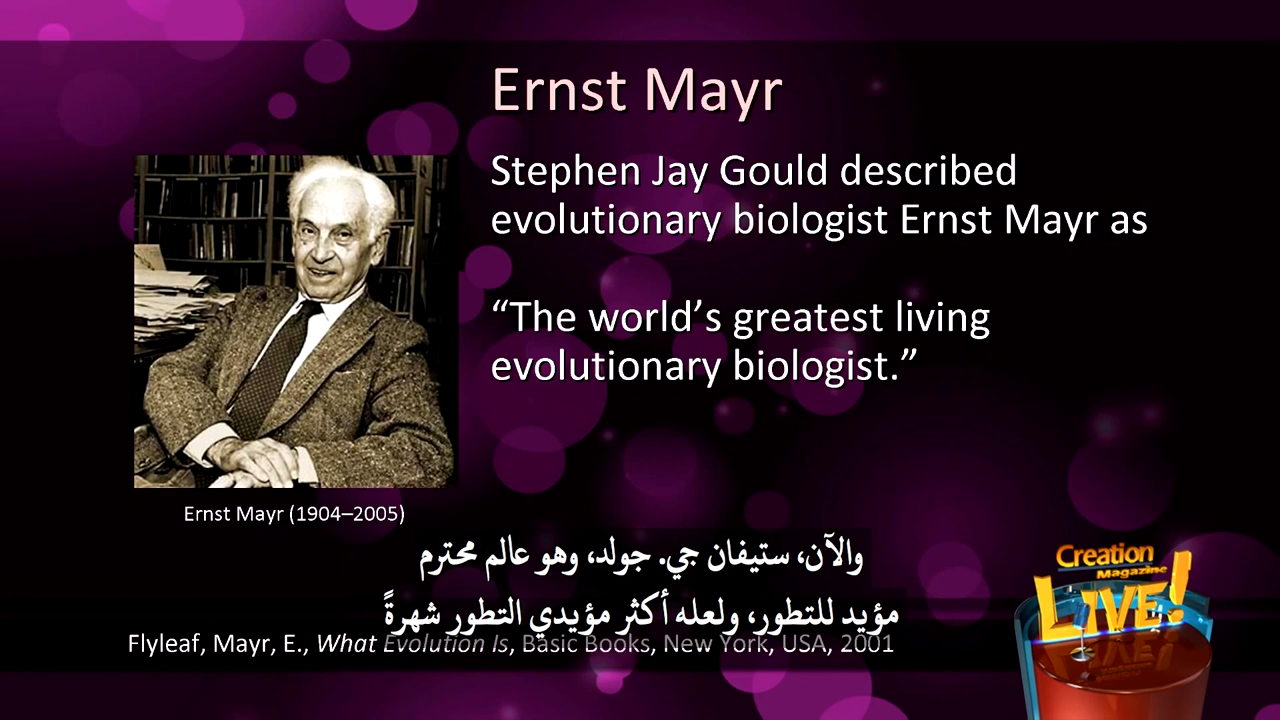 Ernst Mayr
Stephen Jay Gould described
evolutionary biologist Ernst Mayr as
“The world’s greatest living
evolutionary biologist.”
Ernst Mayr (1904–2005)
والآن، ستيفان جي. جولد، وهو عالم محترم
مؤيد للتطور، ولعله أكثر مؤيدي التطور شهرةً
Flyleaf, Mayr, E., What Evolution Is, Basic Books, New York, USA, 2001
Creation
Magazine
LIVE!